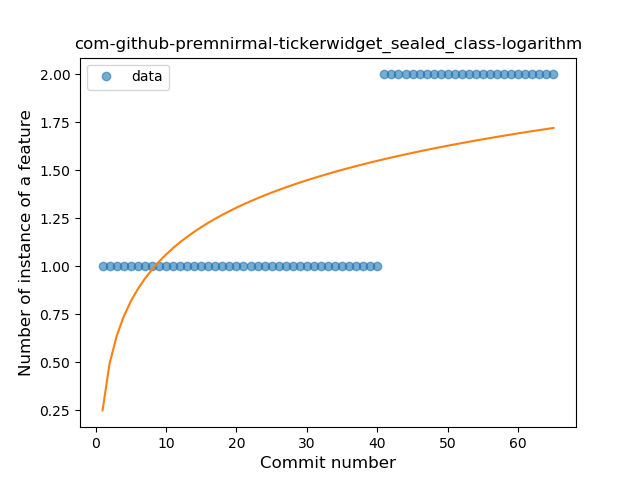 com-github-premnirmal-tickerwidget_sealed_class-logarithm
data
Number of instance of a feature
2.00
1.75
1.50
1.25
1.00
0.75
0.50
0.25
0 10 20 30 40 50 60
Commit number